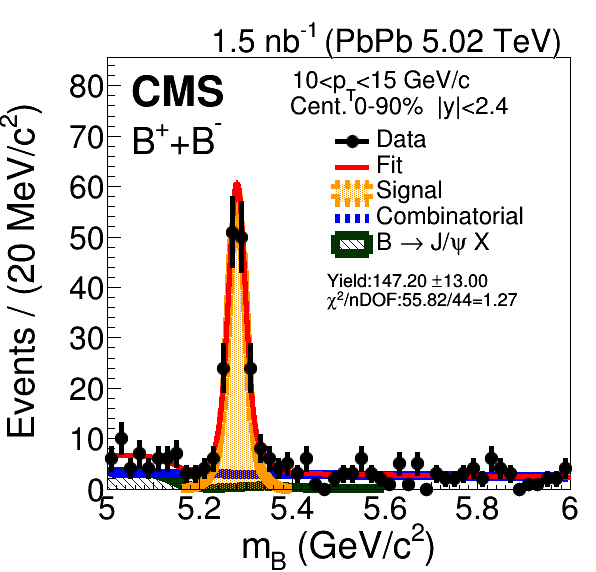 1.5 nb⁻¹ (PbPb 5.02 TeV)
CMS
B⁺+B⁻
10<p_T<15 GeV/c
Cent. 0-90% |y|<2.4
Data
Fit
Signal
Combinatorial
B → J/ψ X
Yield:147.20 ±13.00
χ²/nDOF:55.82/44=1.27
Events / (20 MeV/c²)
80
70
60
50
40
30
20
10
0
5 5.2 5.4 5.6 5.8 6
m_B (GeV/c²)